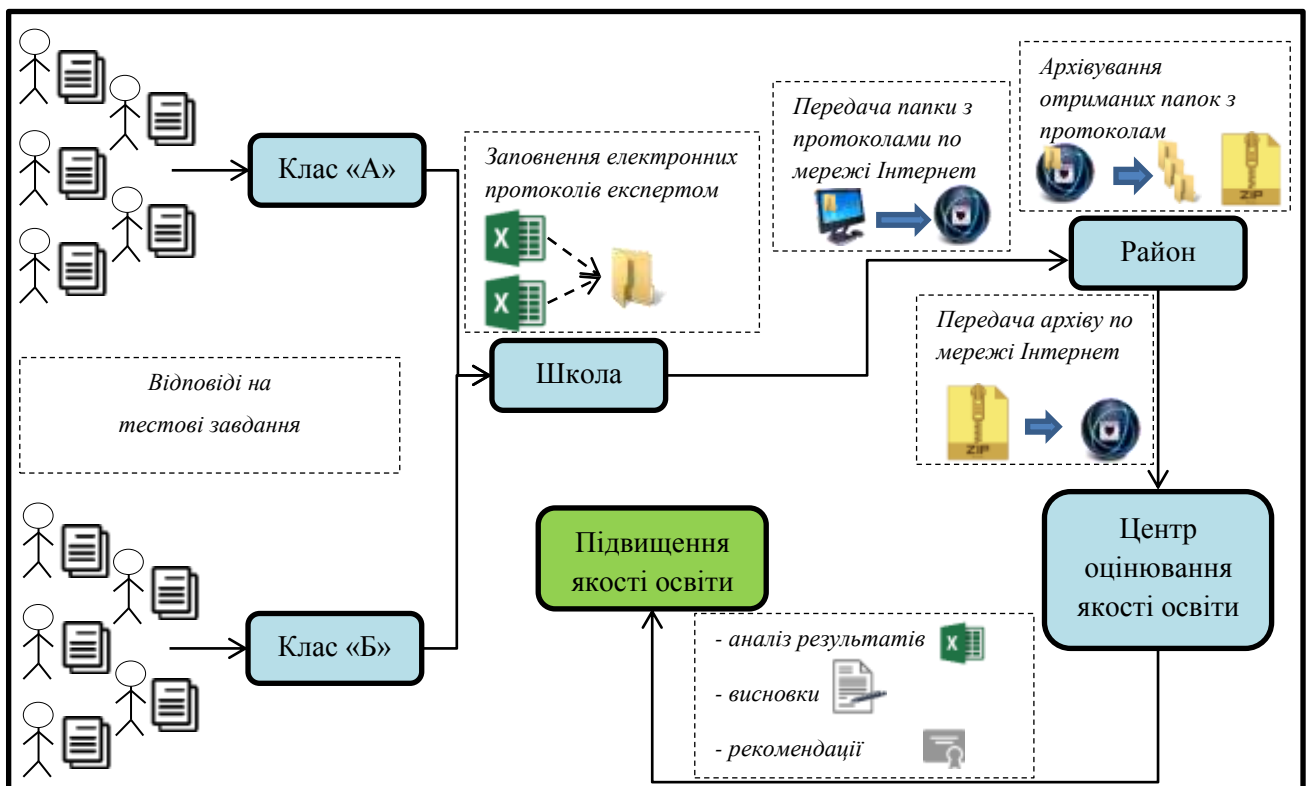 Клас «А»
Заповнення електронних
протоколів експертом
Передача папки з
протоколами по
мережі Інтернет
Архівування
отриманих папок з
протоколам
ZIP
Район
Передача архіву по
мережі Інтернет
ZIP
Школа
Відповіді на
тестові завдання
Клас «Б»
Центр
оцінювання
якості освіти
Підвищення
якості освіти
- аналіз результатів
- висновки
- рекомендації